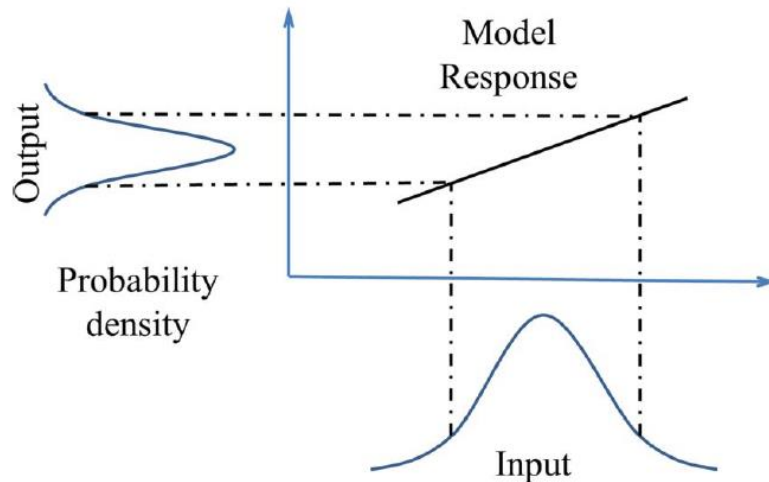 Model
Response
Output
Probability
density
Input